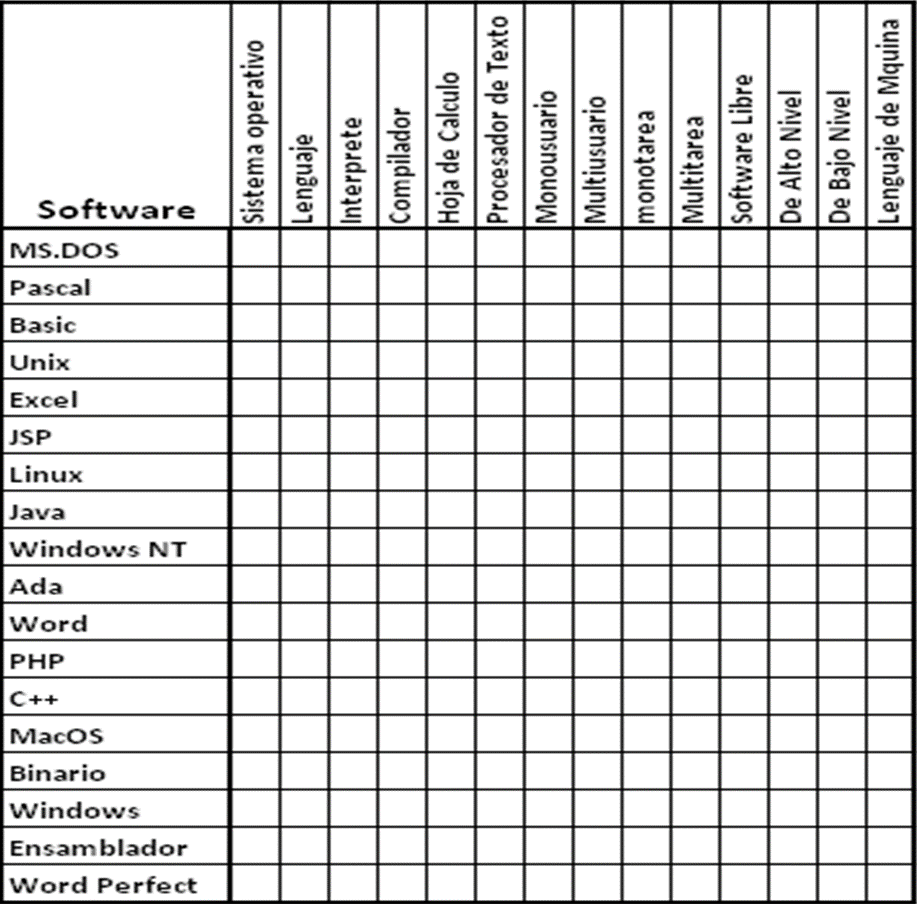 Software
Sistema operativo
Lenguaje
Interprete
Compilador
Hoja de Calculo
Procesador de Texto
Monousuario
Multiusuario
monotarea
Multitarea
Software Libre
De Alto Nivel
De Bajo Nivel
Lenguaje de Mquina
MS.DOS
Pascal
Basic
Unix
Excel
JSP
Linux
Java
Windows NT
Ada
Word
PHP
C++
MacOS
Binario
Windows
Ensamblador
Word Perfect